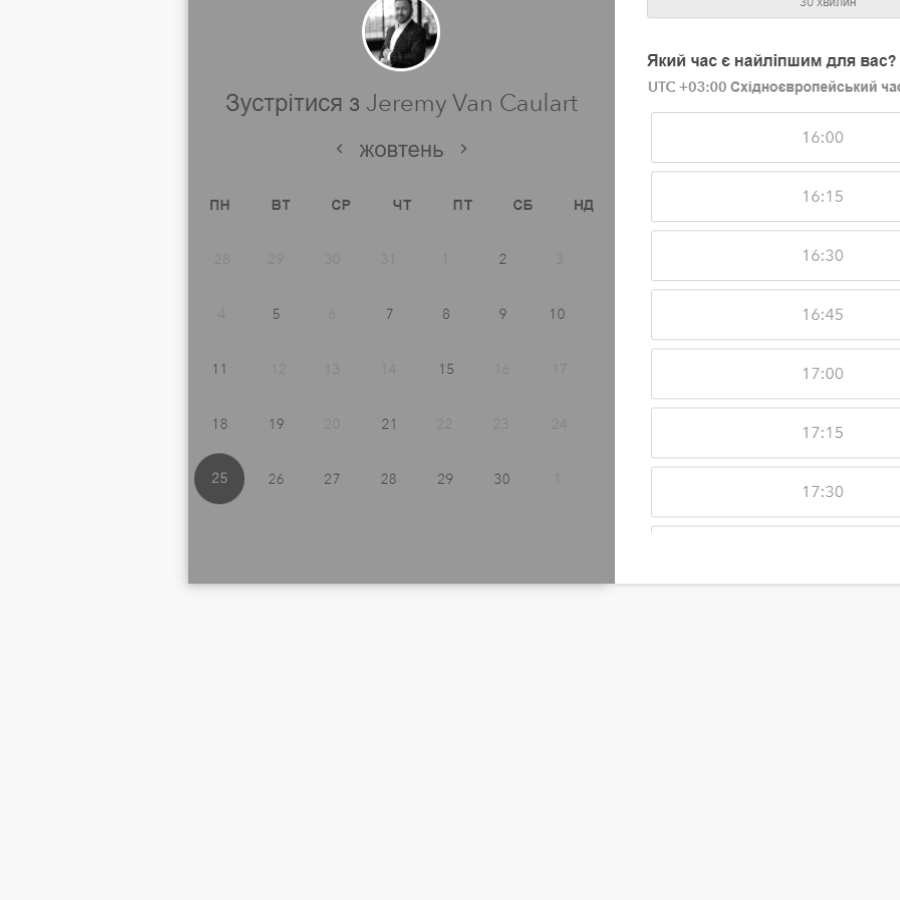 30 хвилин
Який час є найліпшим для вас?
UTC +03:00 Східноєвропейський
16:00
16:15
16:30
16:45
17:00
17:15
17:30
Зустрітися з Jeremy Van Caulart
‹ жовтень ›
ПН ВТ СР ЧТ ПТ СБ НД
28 29 30 31 1 2 3
4 5 6 7 8 9 10
11 12 13 14 15 16 17
18 19 20 21 22 23 24
25 26 27 28 29 30 1